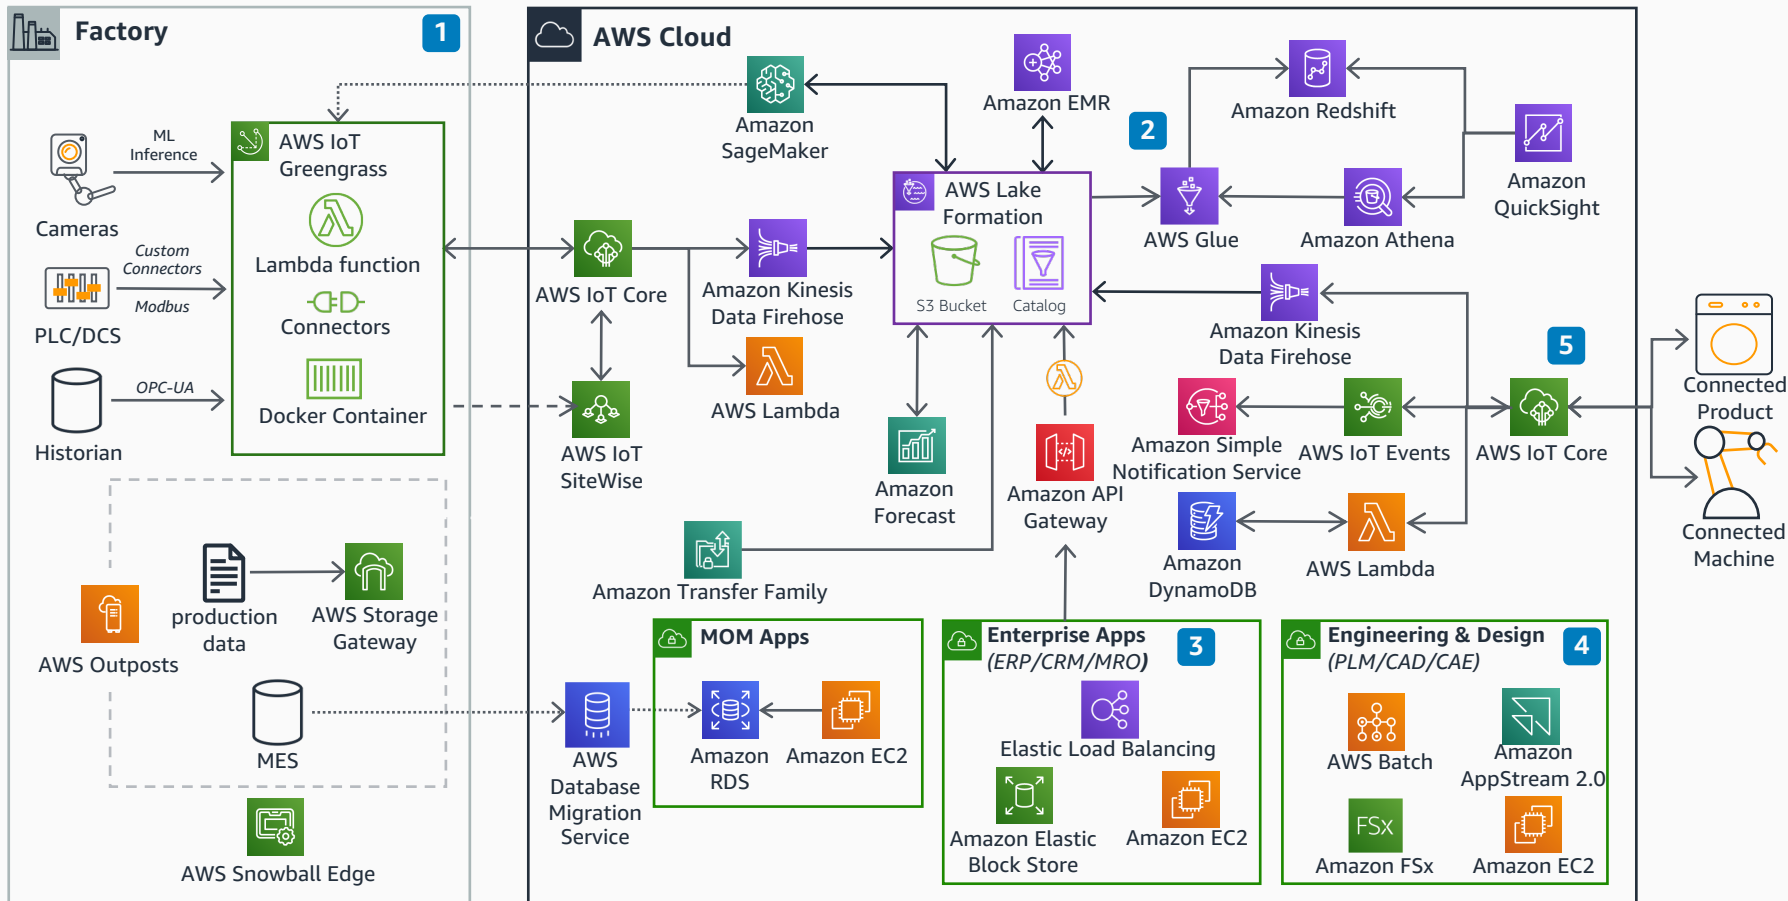 Factory
1
AWS Cloud
Amazon EMR
Amazon Redshift
2
Amazon
SageMaker
ML
Inference
AWS IoT
Greengrass
Cameras
Lambda function
Custom
Connectors
Modbus
PLC/DCS
Connectors
OPC-UA
Docker Container
Historian
AWS IoT Core
Amazon Kinesis
Data Firehose
AWS Lambda
AWS IoT
SiteWise
AWS Lake
Formation
S3 Bucket
Catalog
AWS Glue
Amazon Athena
Amazon
QuickSight
Amazon Kinesis
Data Firehose
5
Connected
Product
Amazon Simple
Notification Service
AWS IoT Events
AWS IoT Core
Connected
Machine
Amazon
Forecast
Amazon API
Gateway
Amazon
DynamoDB
AWS Lambda
Amazon Transfer Family
production
data
AWS Storage
Gateway
AWS Outposts
MES
AWS Snowball Edge
AWS
Database
Migration
Service
MOM Apps
Amazon
RDS
Amazon EC2
Enterprise Apps
(ERP/CRM/MRO)
3
Elastic Load Balancing
Amazon Elastic
Block Store
Amazon EC2
Engineering & Design
(PLM/CAD/CAE)
4
AWS Batch
Amazon
AppStream 2.0
FSx
Amazon FSx
Amazon EC2